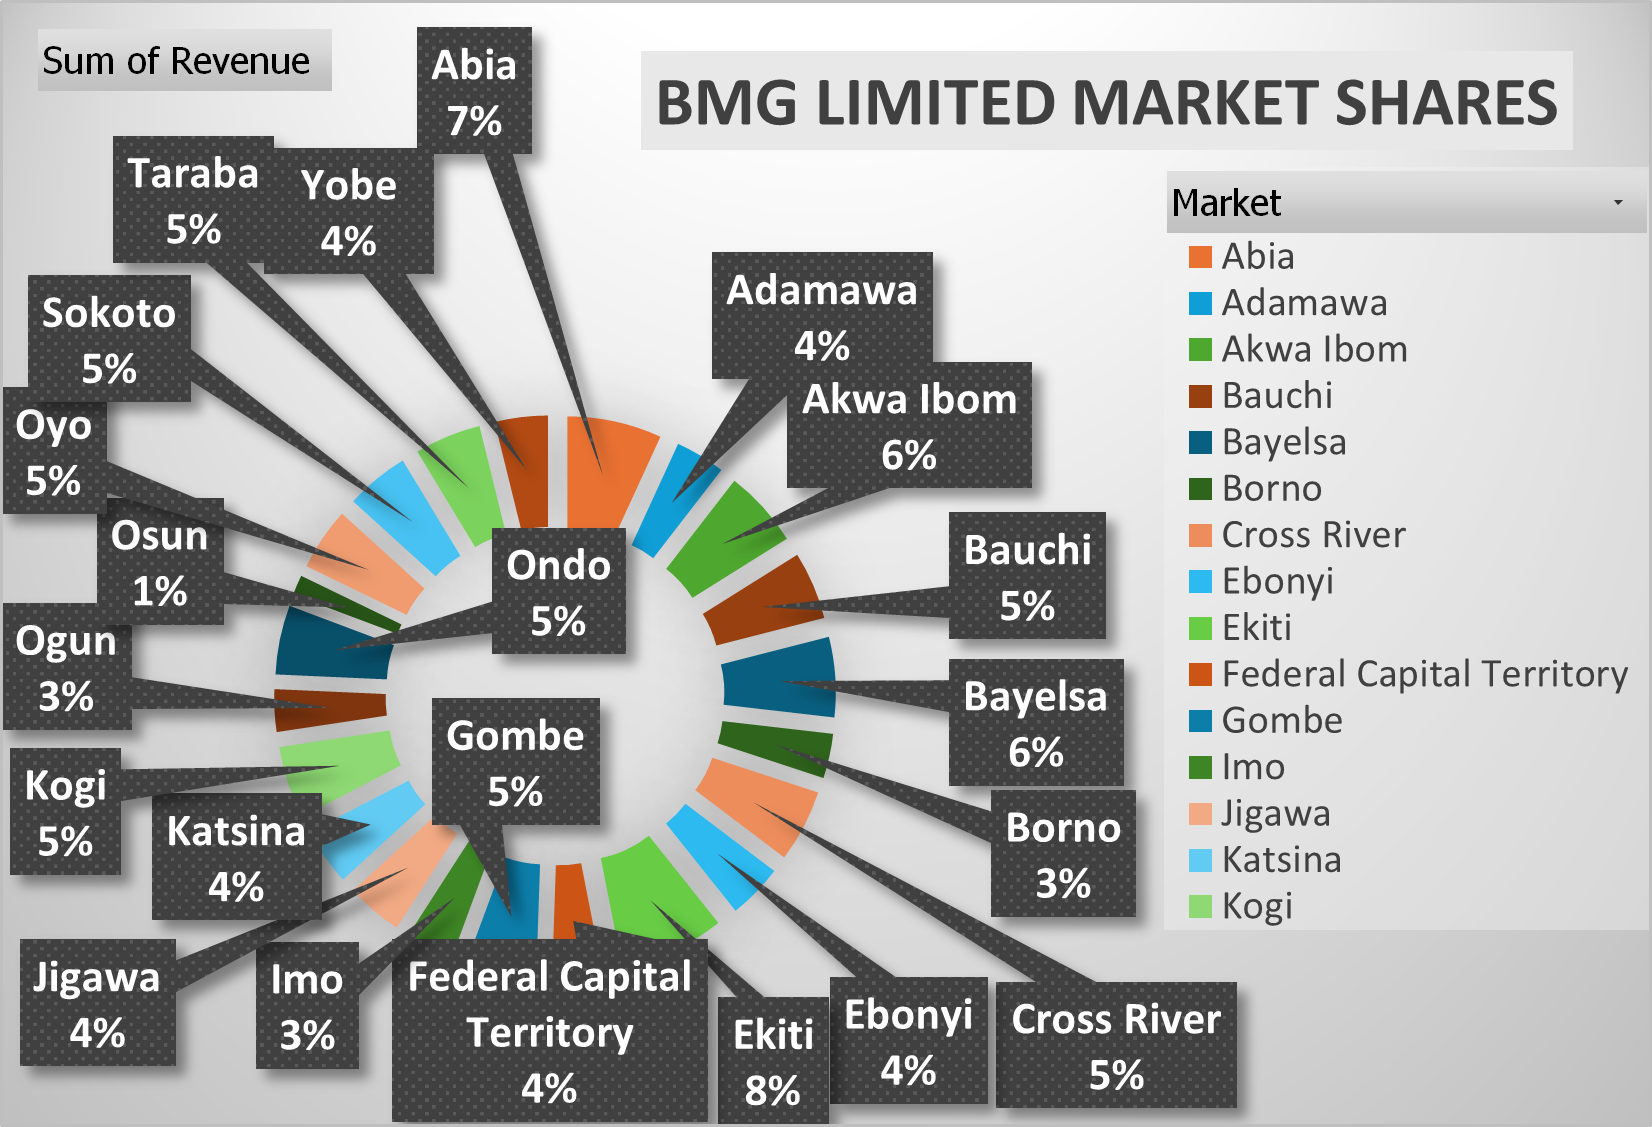 Sum of Revenue
BMG LIMITED MARKET SHARES
Abia
7%
Taraba
5%
Yobe
4%
Sokoto
5%
Adamawa
4%
Akwa Ibom
6%
Oyo
5%
Osun
1%
Ondo
5%
Bauchi
5%
Ogun
3%
Bayelsa
6%
Gombe
5%
Kogi
5%
Katsina
4%
Borno
3%
Jigawa
4%
Imo
3%
Federal Capital
Territory
4%
Ekiti
8%
Ebonyi
4%
Cross River
5%
Market
Abia
Adamawa
Akwa Ibom
Bauchi
Bayelsa
Borno
Cross River
Ebonyi
Ekiti
Federal Capital Territory
Gombe
Imo
Jigawa
Katsina
Kogi